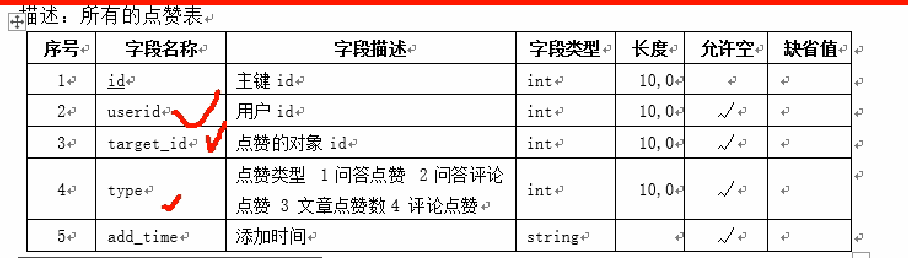 描述：所有的点赞表
序号 字段名称 字段描述 字段类型 长度 允许空 缺省值
1 id 主键 id int 10,0
2 userid 用户 id int 10,0 ✓
3 target_id 点赞的对象 id int 10,0 ✓
4 type 点赞类型 1 问答点赞 2 问答评论 int 10,0 ✓
点赞 3 文章点赞数 4 评论点赞
5 add_time 添加时间 string ✓